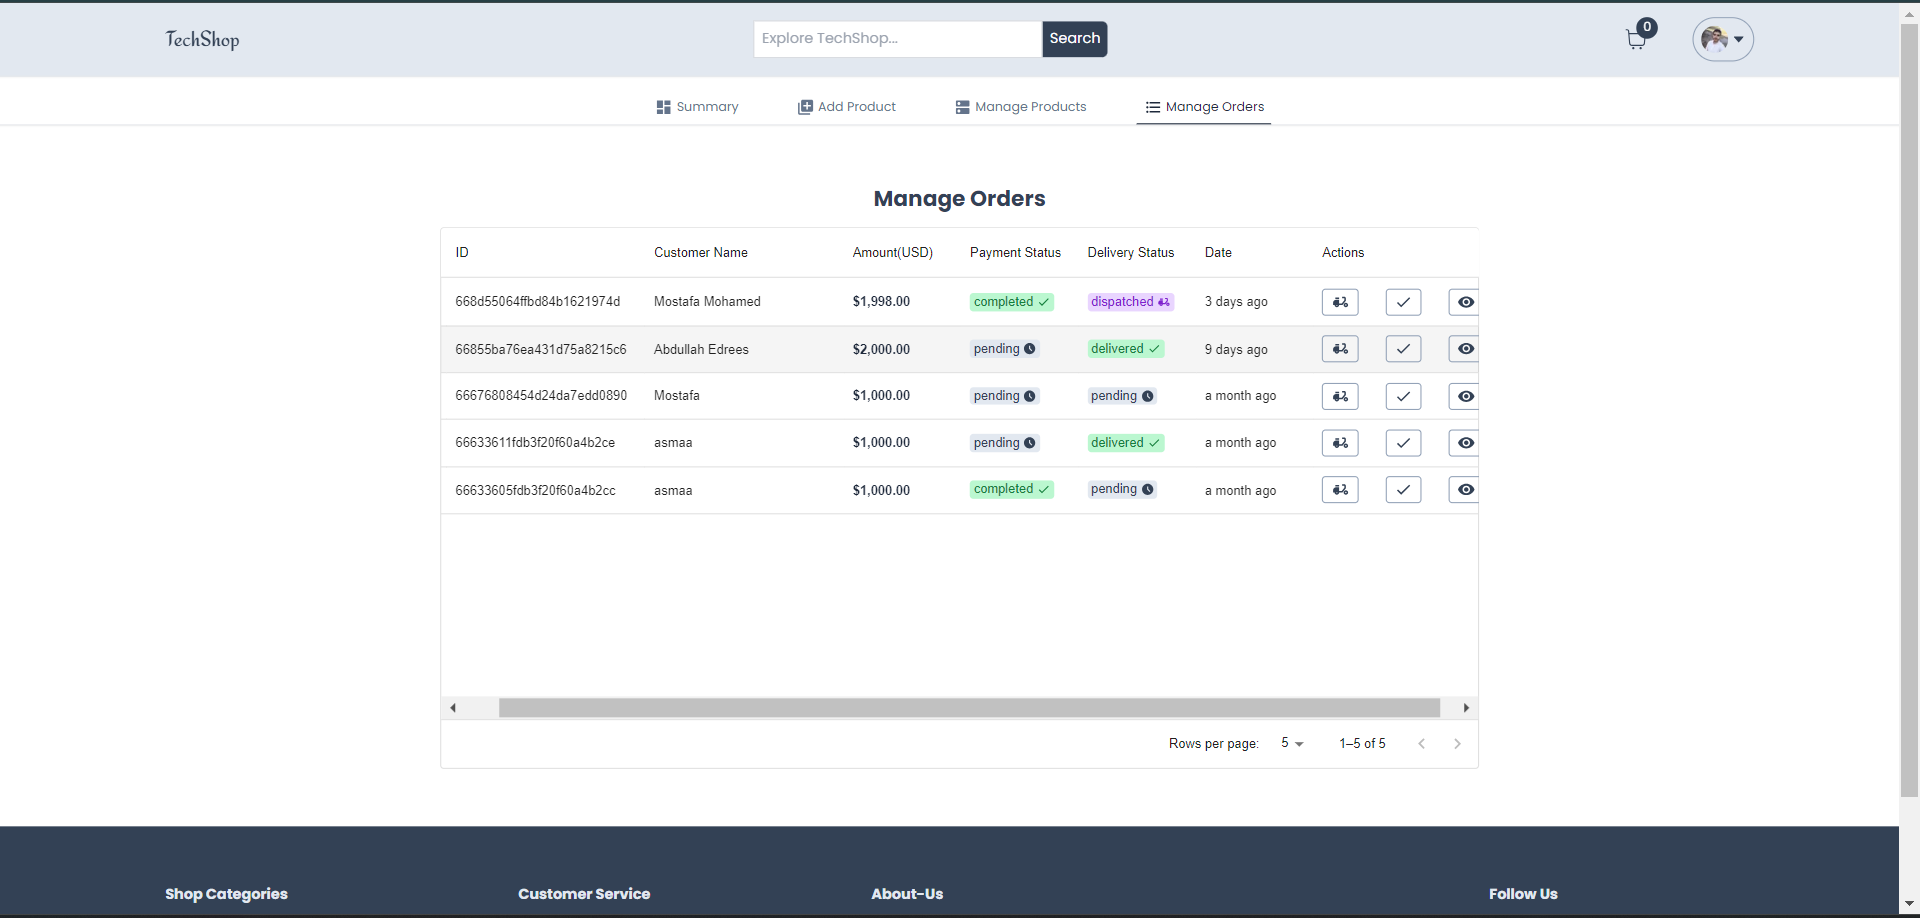 TechShop
Explore TechShop...
Search
0
Summary
Add Product
Manage Products
Manage Orders
Manage Orders
ID Customer Name Amount(USD) Payment Status Delivery Status Date Actions
668d55064ffbd84b1621974d Mostafa Mohamed $1,998.00 completed dispatched 3 days ago
66855ba76ea431d75a8215c6 Abdullah Edrees $2,000.00 pending delivered 9 days ago
66676808454d24da7edd0890 Mostafa $1,000.00 pending pending a month ago
66633611fdb3f20f60a4b2ce asmaa $1,000.00 pending delivered a month ago
66633605fdb3f20f60a4b2cc asmaa $1,000.00 completed pending a month ago
Rows per page: 5 1–5 of 5
Shop Categories
Customer Service
About-Us
Follow Us